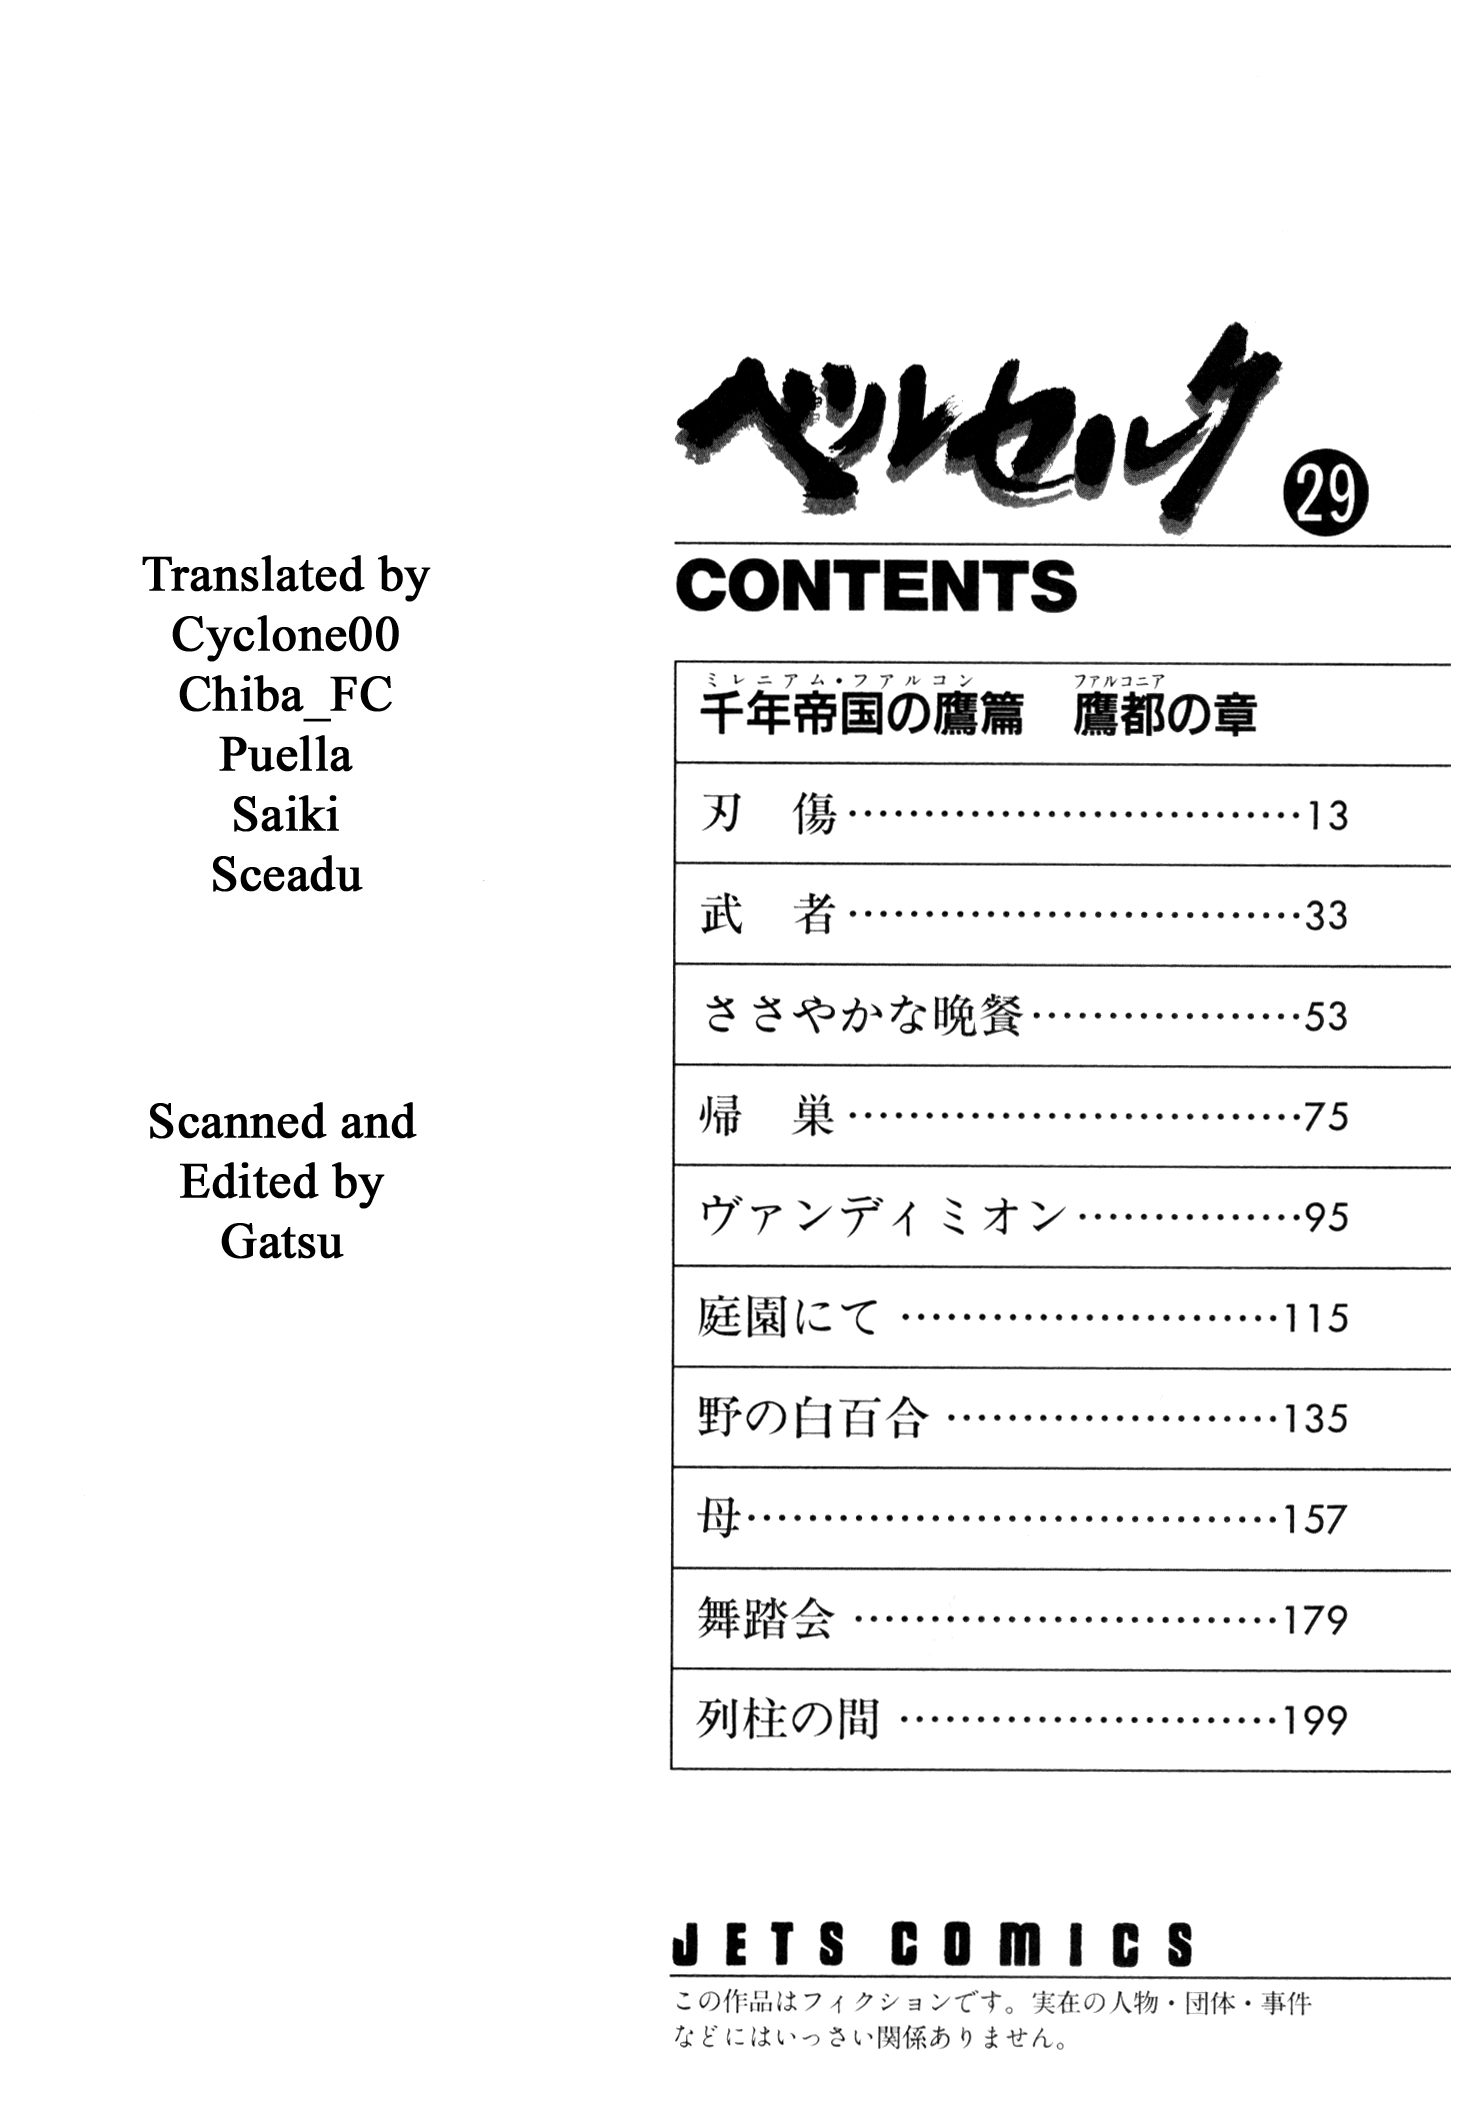 Translated by
Cyclone00
Chiba_FC
Puella
Saiki
Sceadu
Scanned and
Edited by
Gatsu
ベルセルク 29
CONTENTS
ミレニアム・ファルコン ファルコニア
千年帝国の鷹篇 鷹都の章
刃 傷……………………………13
武 者……………………………33
ささやかな晩餐…………………53
帰 巣……………………………75
ヴァンディミオン……………95
庭園にて………………………115
野の白百合……………………135
母…………………………………157
舞踏会…………………………179
列柱の間………………………199
JETS COMICS
この作品はフィクションです。実在の人物・団体・事件
などにはいっさい関係ありません。